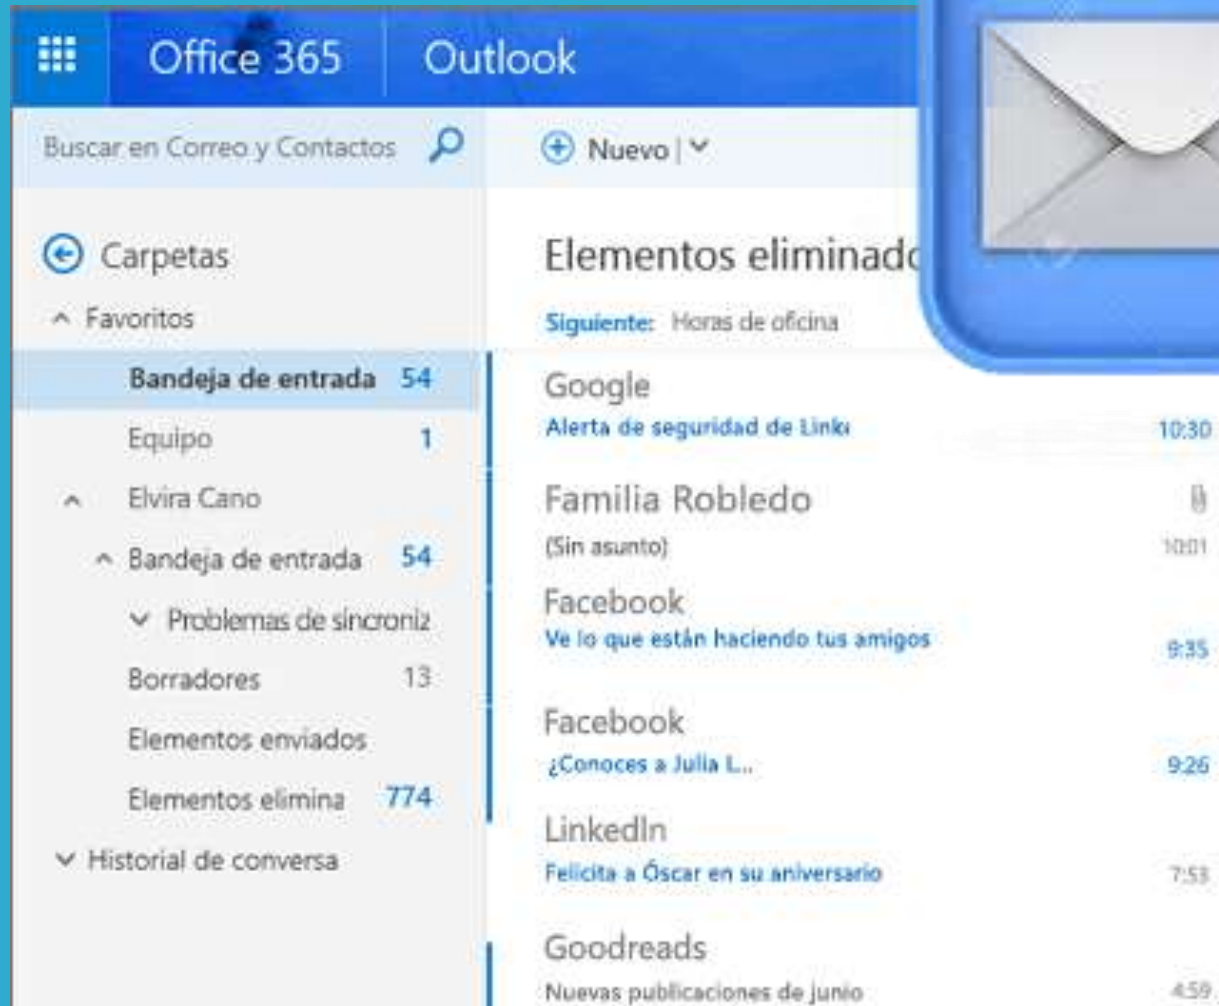 Office 365
Outlook
Buscar en Correo y Contactos
Nuevo
Carpetas
Favoritos
Bandeja de entrada 54
Equipo 1
Elvira Cano
Bandeja de entrada 54
Problemas de sincroniz
Borradores 13
Elementos enviados
Elementos elimina 774
Historial de conversa
Elementos eliminado
Siguiente: Horas de oficina
Google
Alerta de seguridad de Linke 10:30
Familia Robledo
(Sin asunto) 10:01
Facebook
Ve lo que están haciendo tus amigos 9:35
Facebook
¿Conoces a Julia L... 9:26
LinkedIn
Felicita a Óscar en su aniversario 7:53
Goodreads
Nuevas publicaciones de junio 4:59